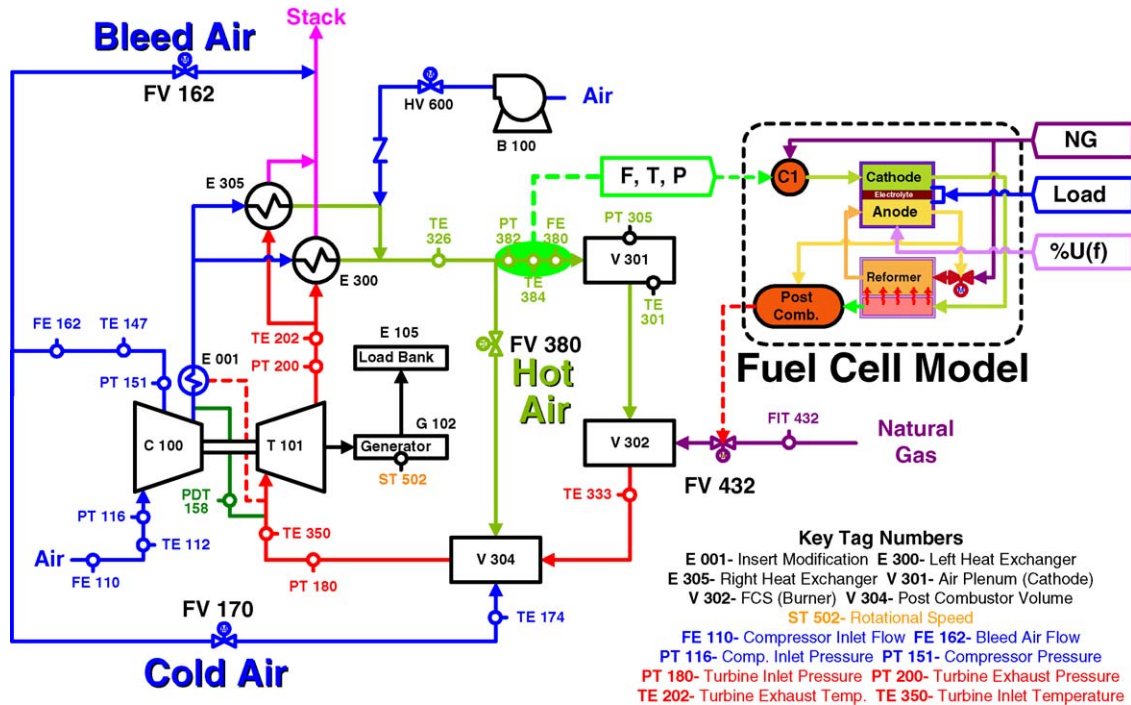 Stack
Bleed Air
FV 162
HV 600
Air
B 100
E 305
E 300
F, T, P
NG
Load
%U(f)
C1
Cathode
Electrolyte
Anode
Reformer
Post
Comb.
Fuel Cell Model
TE
326
PT
382
FE
380
TE
384
PT 305
V 301
TE
301
FE 162
TE 147
E 001
PT 151
TE 202
PT 200
E 105
Load Bank
FV 380
Hot
Air
C 100
T 101
G 102
Generator
ST 502
V 302
FIT 432
Natural
Gas
FV 432
PDT
158
PT 116
TE 112
Air
FE 110
TE 350
PT 180
TE 333
V 304
TE 174
FV 170
Cold Air
M
M
M
M
M
M
Key Tag Numbers
E 001- Insert Modification E 300- Left Heat Exchanger
E 305- Right Heat Exchanger V 301- Air Plenum (Cathode)
V 302- FCS (Burner) V 304- Post Combustor Volume
ST 502- Rotational Speed
FE 110- Compressor Inlet Flow FE 162- Bleed Air Flow
PT 116- Comp. Inlet Pressure PT 151- Compressor Pressure
PT 180- Turbine Inlet Pressure PT 200- Turbine Exhaust Pressure
TE 202- Turbine Exhaust Temp. TE 350- Turbine Inlet Temperature